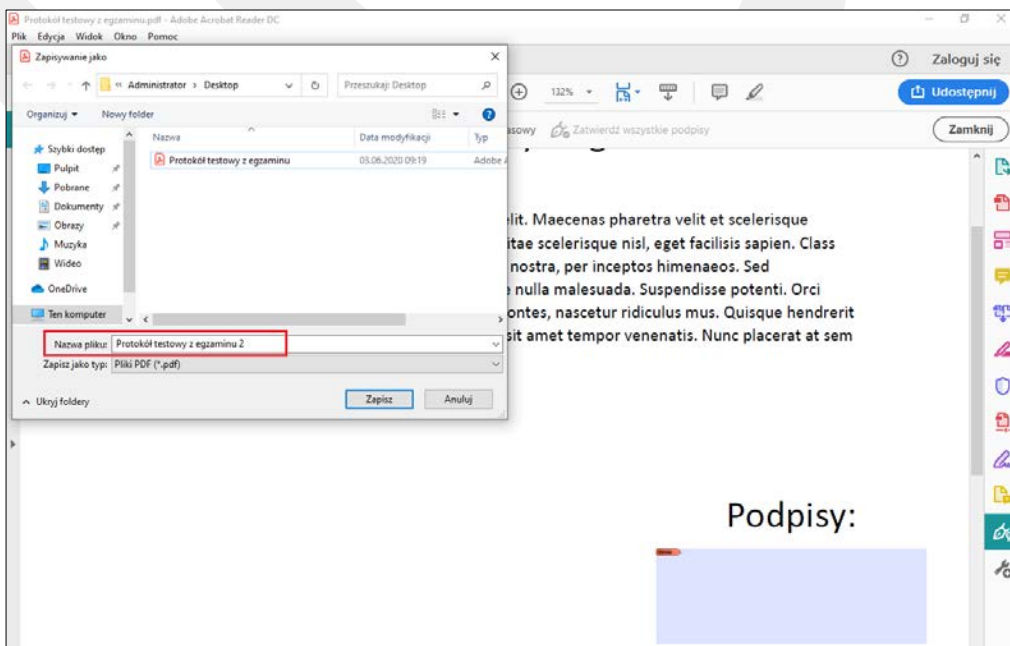 Protokół testowy z egzaminu.pdf - Adobe Acrobat Reader DC
Plik Edycja Widok Okno Pomoc
Zapisywanie jako
Zaloguj się
« Administrator › Desktop
Przeszukaj: Desktop
132%
Udostępnij
Organizuj
Nowy folder
Zatwierdź wszystkie podpisy
Zamknij
Nazwa
Data modyfikacji
Typ
Szybki dostęp
Protokół testowy z egzaminu
03.06.2020 09:19
Adobe
Pulpit
Pobrane
Dokumenty
Obrazy
Muzyka
Wideo
OneDrive
Ten komputer
elit. Maecenas pharetra velit et scelerisque
itae scelerisque nisl, eget facilisis sapien. Class
nostra, per inceptos himenaeos. Sed
nulla malesuada. Suspendisse potenti. Orci
ontes, nascetur ridiculus mus. Quisque hendrerit
sit amet tempor venenatis. Nunc placerat at sem
Nazwa pliku: Protokół testowy z egzaminu 2
Zapisz jako typ: Pliki PDF (*.pdf)
Ukryj foldery
Zapisz
Anuluj
Podpisy: